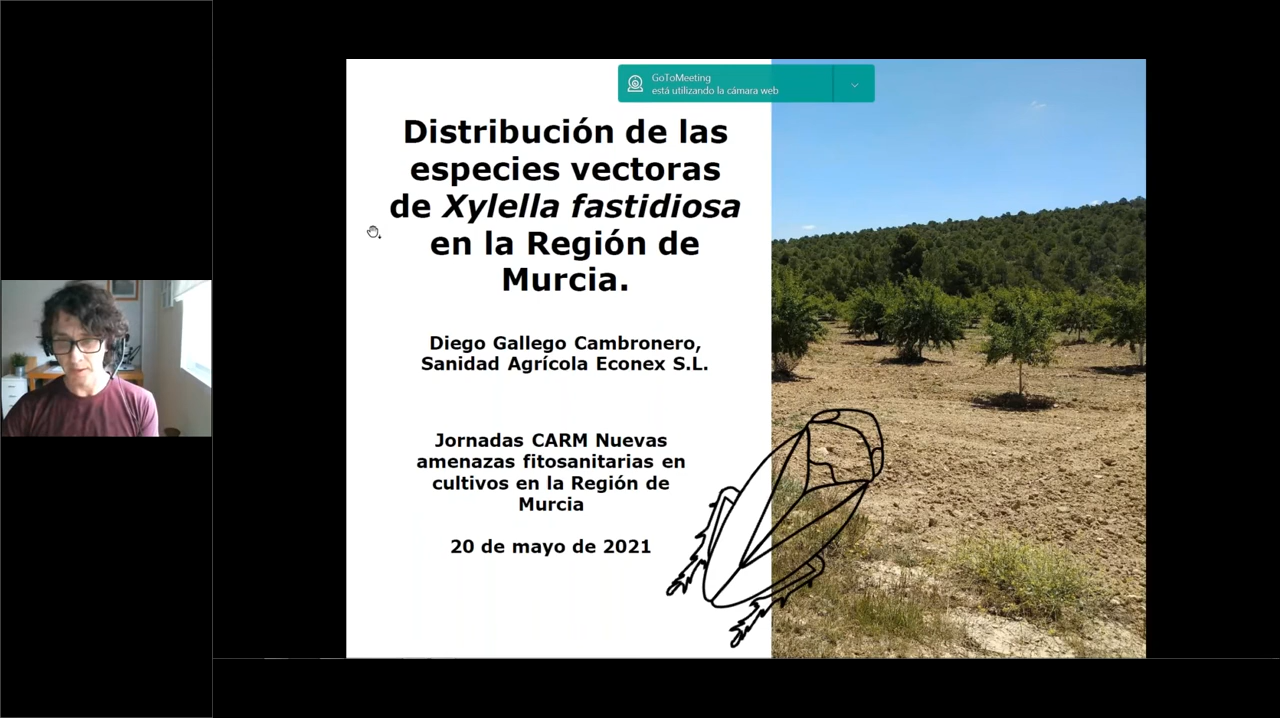 GoToMeeting
está utilizando la cámara web
Distribución de las
especies vectoras
de Xylella fastidiosa
en la Región de
Murcia.
Diego Gallego Cambronero,
Sanidad Agrícola Econex S.L.
Jornadas CARM Nuevas
amenazas fitosanitarias en
cultivos en la Región de
Murcia
20 de mayo de 2021